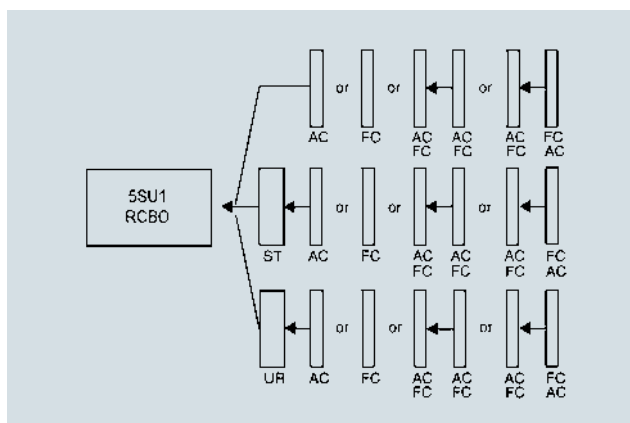 or or or
AC FC AC AC AC FC
FC FC FC AC
5SU1
RCBO
or or or
ST AC FC AC AC AC FC
FC FC FC AC
or or or
UR AC FC AC AC AC FC
FC FC FC AC